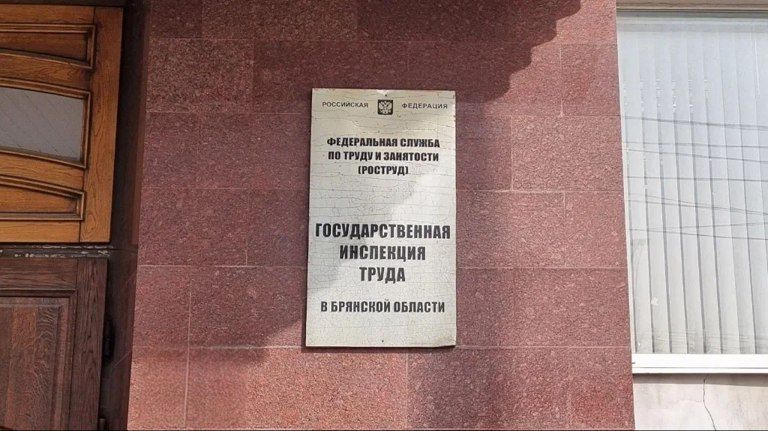 РОССИЙСКАЯ ФЕДЕРАЦИЯ
ФЕДЕРАЛЬНАЯ СЛУЖБА
ПО ТРУДУ И ЗАНЯТОСТИ
(РОСТРУД)
ГОСУДАРСТВЕННАЯ
ИНСПЕКЦИЯ
ТРУДА
В БРЯНСКОЙ ОБЛАСТИ